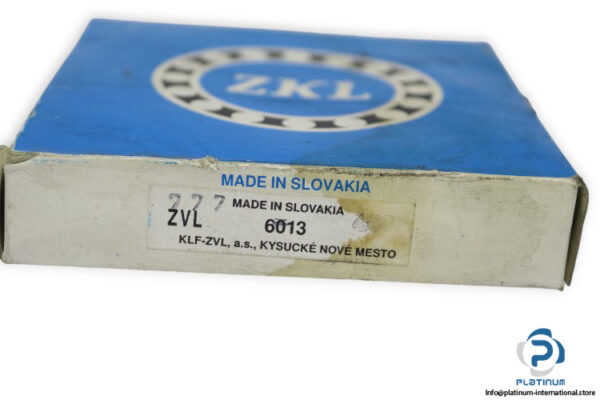 ZKL
MADE IN SLOVAKIA
777 MADE IN SLOVAKIA
ZVL 6013
KLF-ZVL, a.s., KYSUCKÉ NOVÉ MESTO
PLATINUM
Info@platinum-international.store